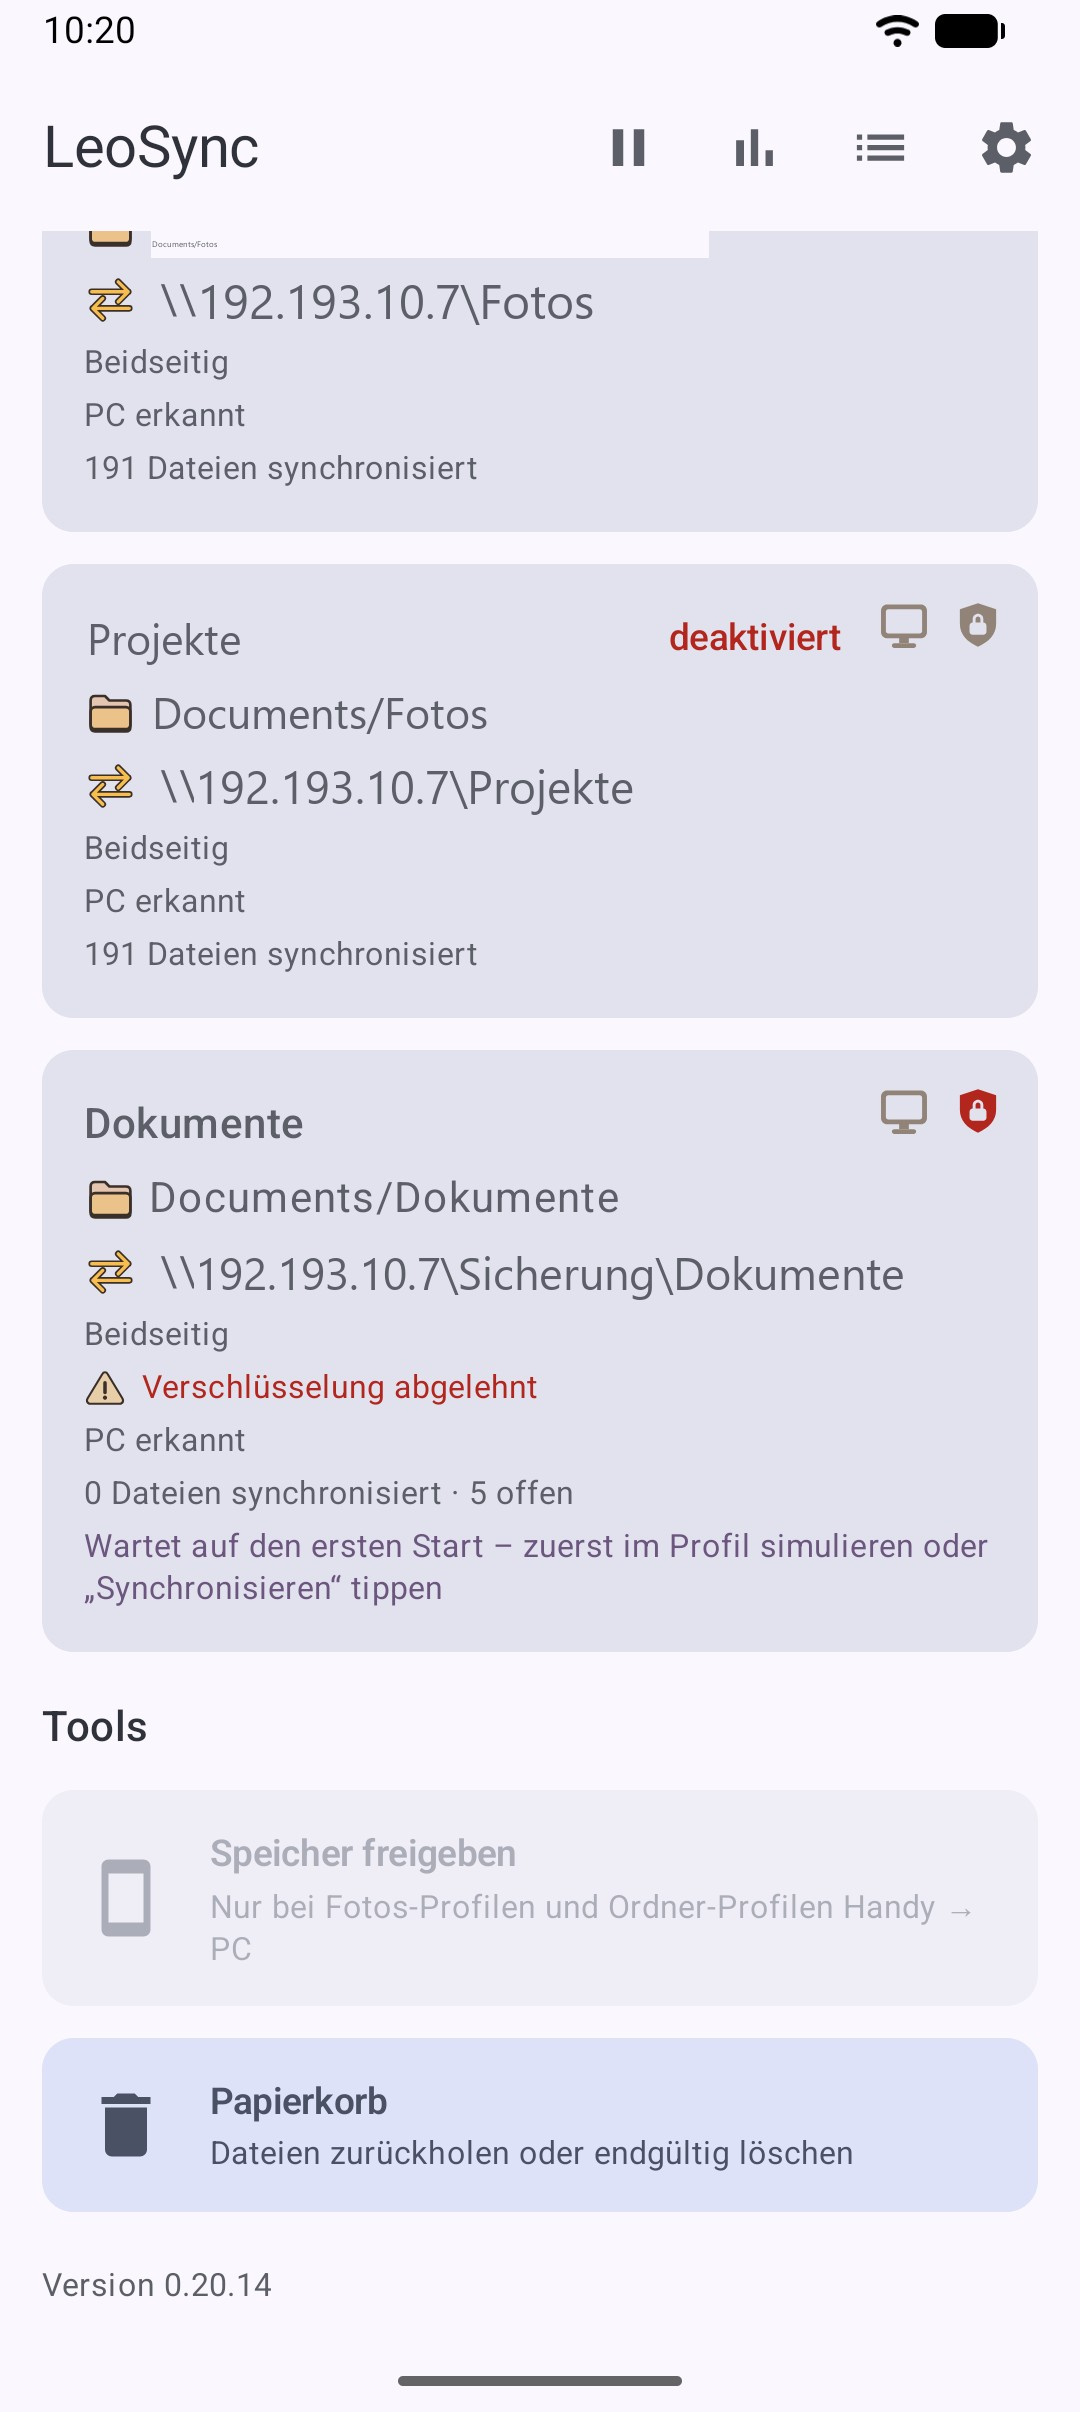 10:20
LeoSync
Documents/Fotos
\\192.193.10.7\Fotos
Beidseitig
PC erkannt
191 Dateien synchronisiert
Projekte
deaktiviert
Documents/Fotos
\\192.193.10.7\Projekte
Beidseitig
PC erkannt
191 Dateien synchronisiert
Dokumente
Documents/Dokumente
\\192.193.10.7\Sicherung\Dokumente
Beidseitig
Verschlüsselung abgelehnt
PC erkannt
0 Dateien synchronisiert · 5 offen
Wartet auf den ersten Start – zuerst im Profil simulieren oder
„Synchronisieren“ tippen
Tools
Speicher freigeben
Nur bei Fotos-Profilen und Ordner-Profilen Handy →
PC
Papierkorb
Dateien zurückholen oder endgültig löschen
Version 0.20.14